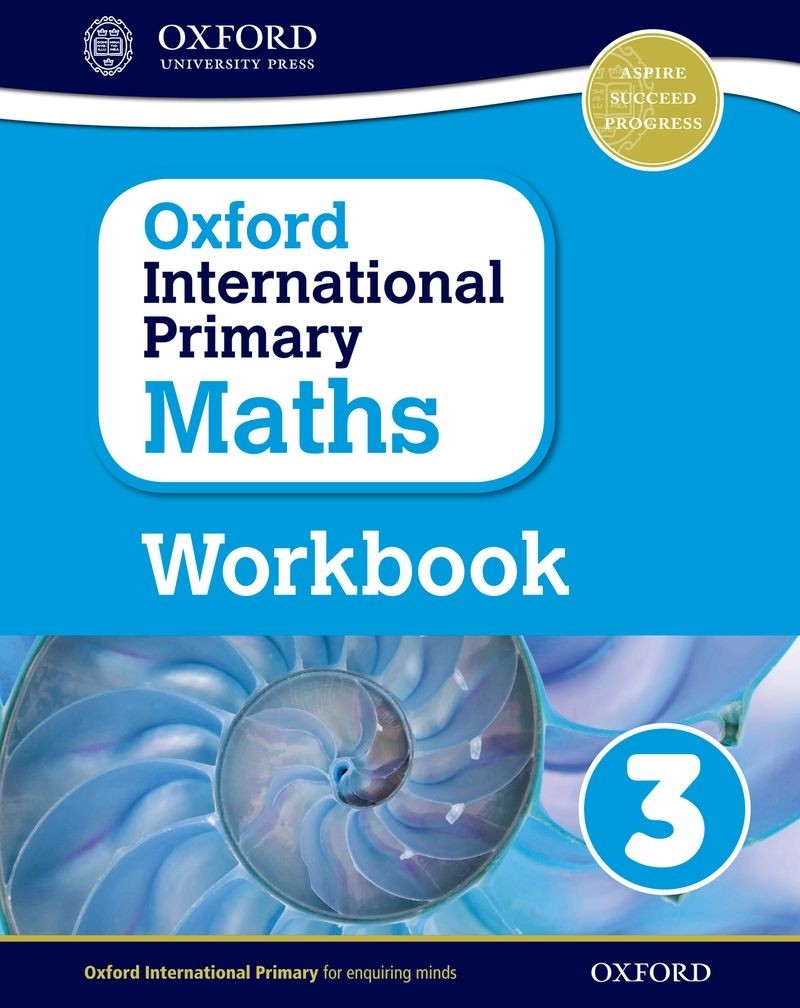 OXFORD
UNIVERSITY PRESS
ASPIRE
SUCCEED
PROGRESS
Oxford
International
Primary
Maths
Workbook
3
Oxford International Primary for enquiring minds
OXFORD